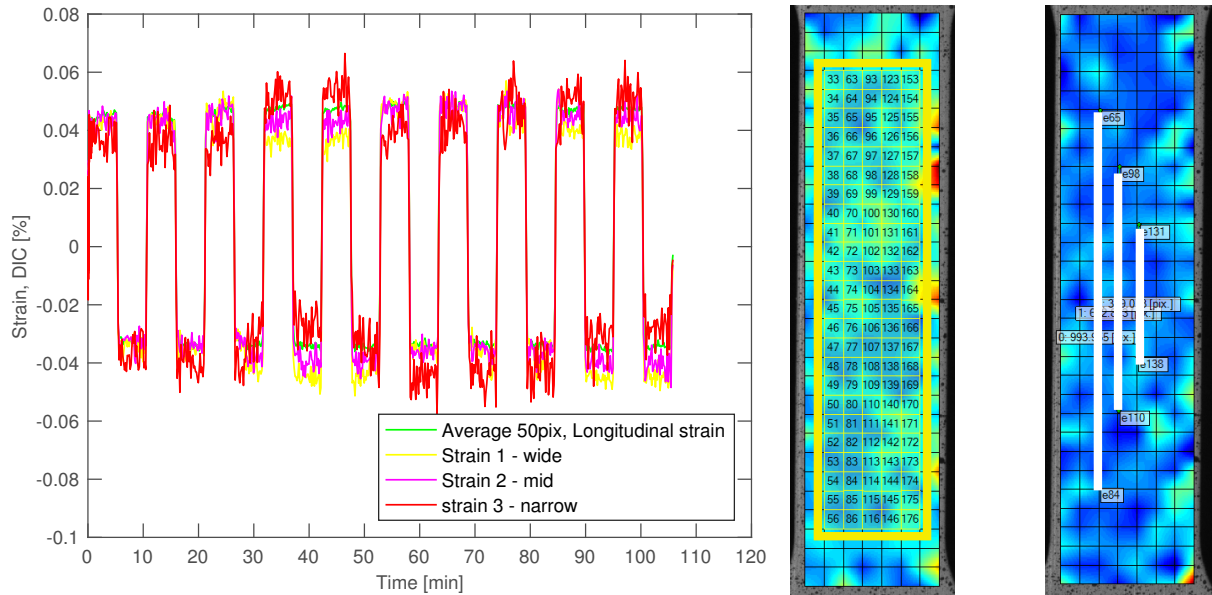 0.08
0.06
0.04
0.02
0
-0.02
-0.04
-0.06
-0.08
-0.1
Strain, DIC [%]
0 10 20 30 40 50 60 70 80 90 100 110 120
Time [min]
Average 50pix, Longitudinal strain
Strain 1 - wide
Strain 2 - mid
strain 3 - narrow
33 63 93 123 153
34 64 94 124 154
35 65 95 125 155
36 66 96 126 156
37 67 97 127 157
38 68 98 128 158
39 69 99 129 159
40 70 100 130 160
41 71 101 131 161
42 72 102 132 162
43 73 103 133 163
44 74 104 134 164
45 75 105 135 165
46 76 106 136 166
47 77 107 137 167
48 78 108 138 168
49 79 109 139 169
50 80 110 140 170
51 81 111 141 171
52 82 112 142 172
53 83 113 143 173
54 84 114 144 174
55 85 115 145 175
56 86 116 146 176
e65
e98
e131
[pix.]
e138
e110
e84